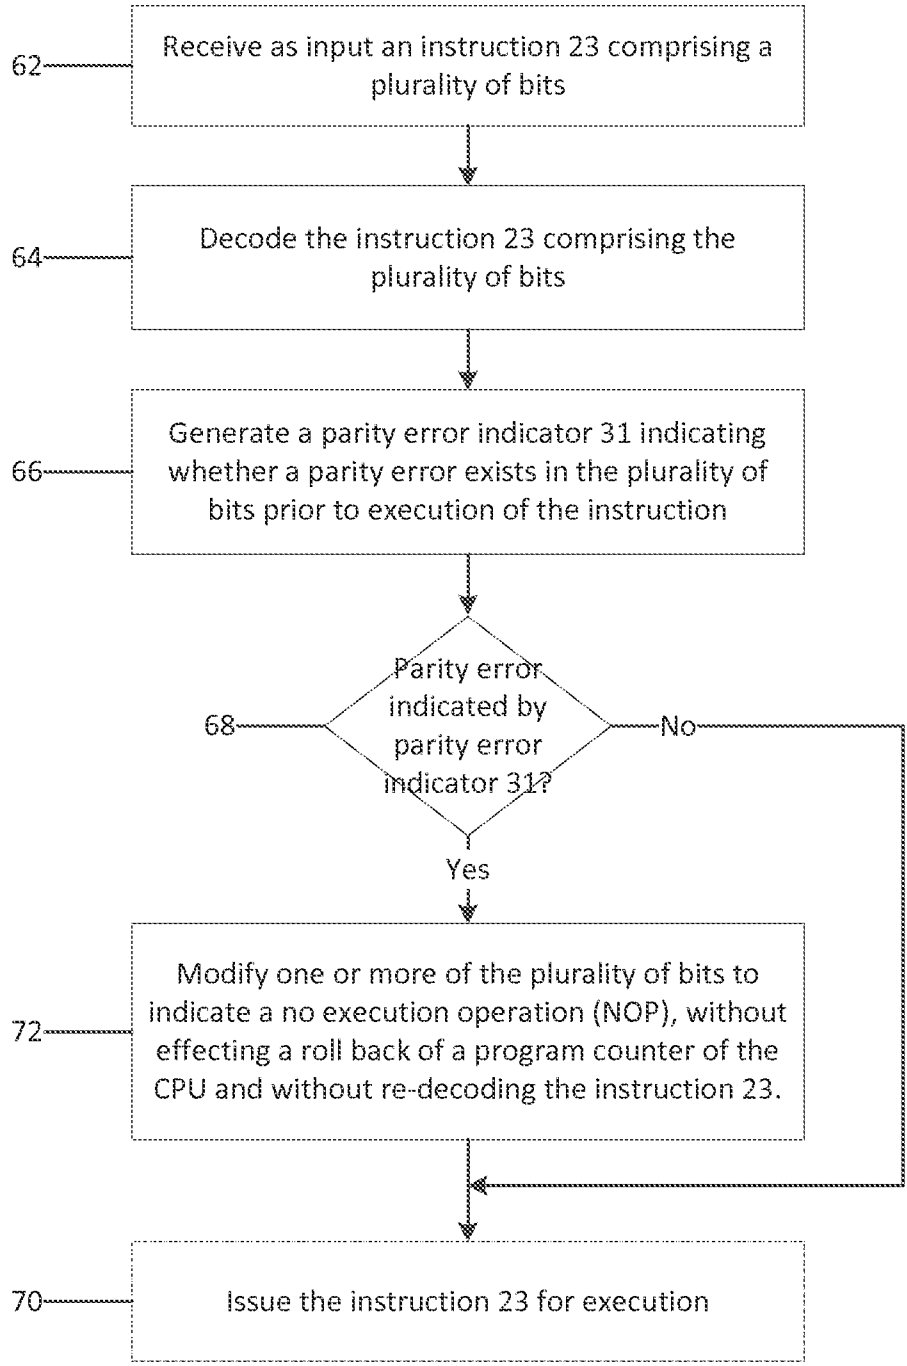 62
Receive as input an instruction 23 comprising a
plurality of bits
64
Decode the instruction 23 comprising the
plurality of bits
66
Generate a parity error indicator 31 indicating
whether a parity error exists in the plurality of
bits prior to execution of the instruction
68
Parity error
indicated by
parity error
indicator 31?
No
Yes
72
Modify one or more of the plurality of bits to
indicate a no execution operation (NOP), without
effecting a roll back of a program counter of the
CPU and without re-decoding the instruction 23.
70
Issue the instruction 23 for execution